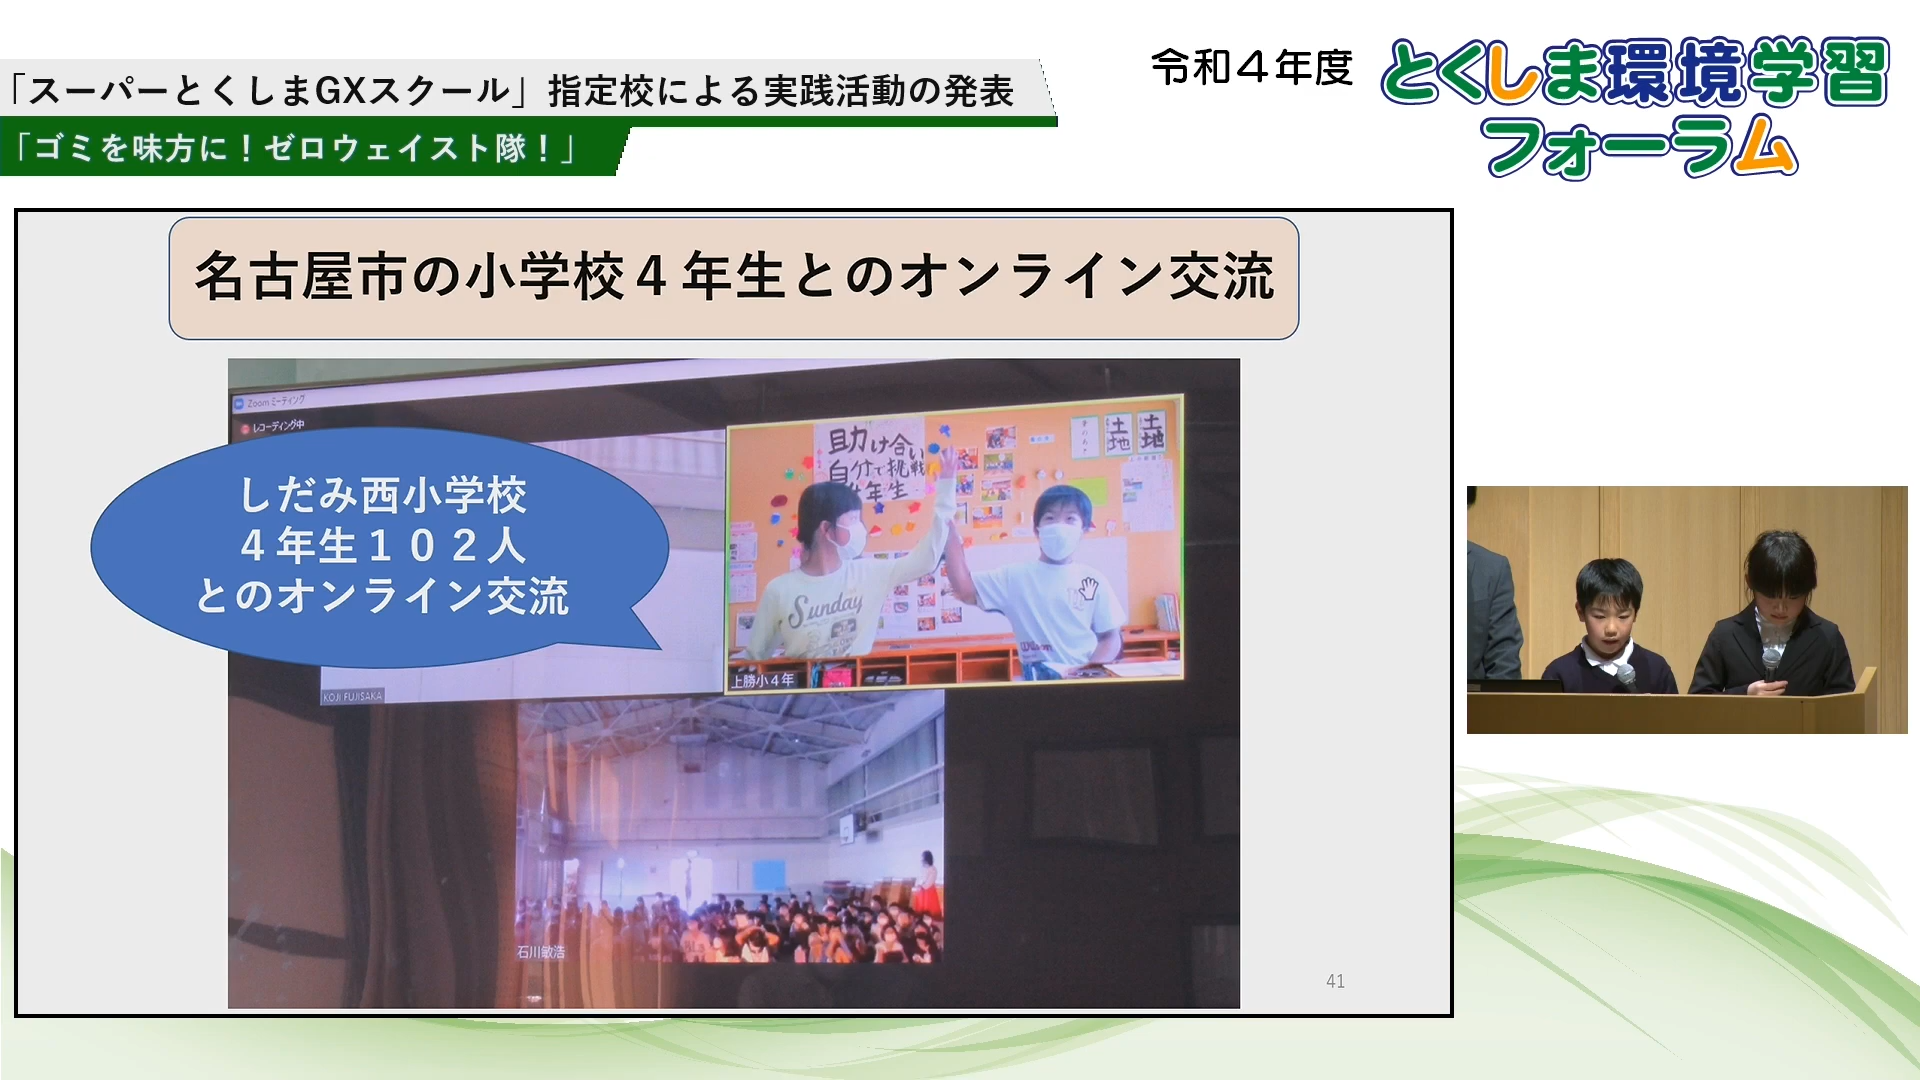 「スーパーとくしまGXスクール」指定校による実践活動の発表
「ゴミを味方に！ゼロウェイスト隊！」
令和４年度
とくしま環境学習
フォーラム
名古屋市の小学校４年生とのオンライン交流
Zoom ミーティング
レコーディング中
しだみ西小学校
４年生１０２人
とのオンライン交流
助け合い
自分で挑戦
4年生
土地
土地
Sunday
Wilson
上勝小４年
KOJI FUJISAKA
石川敏浩
41